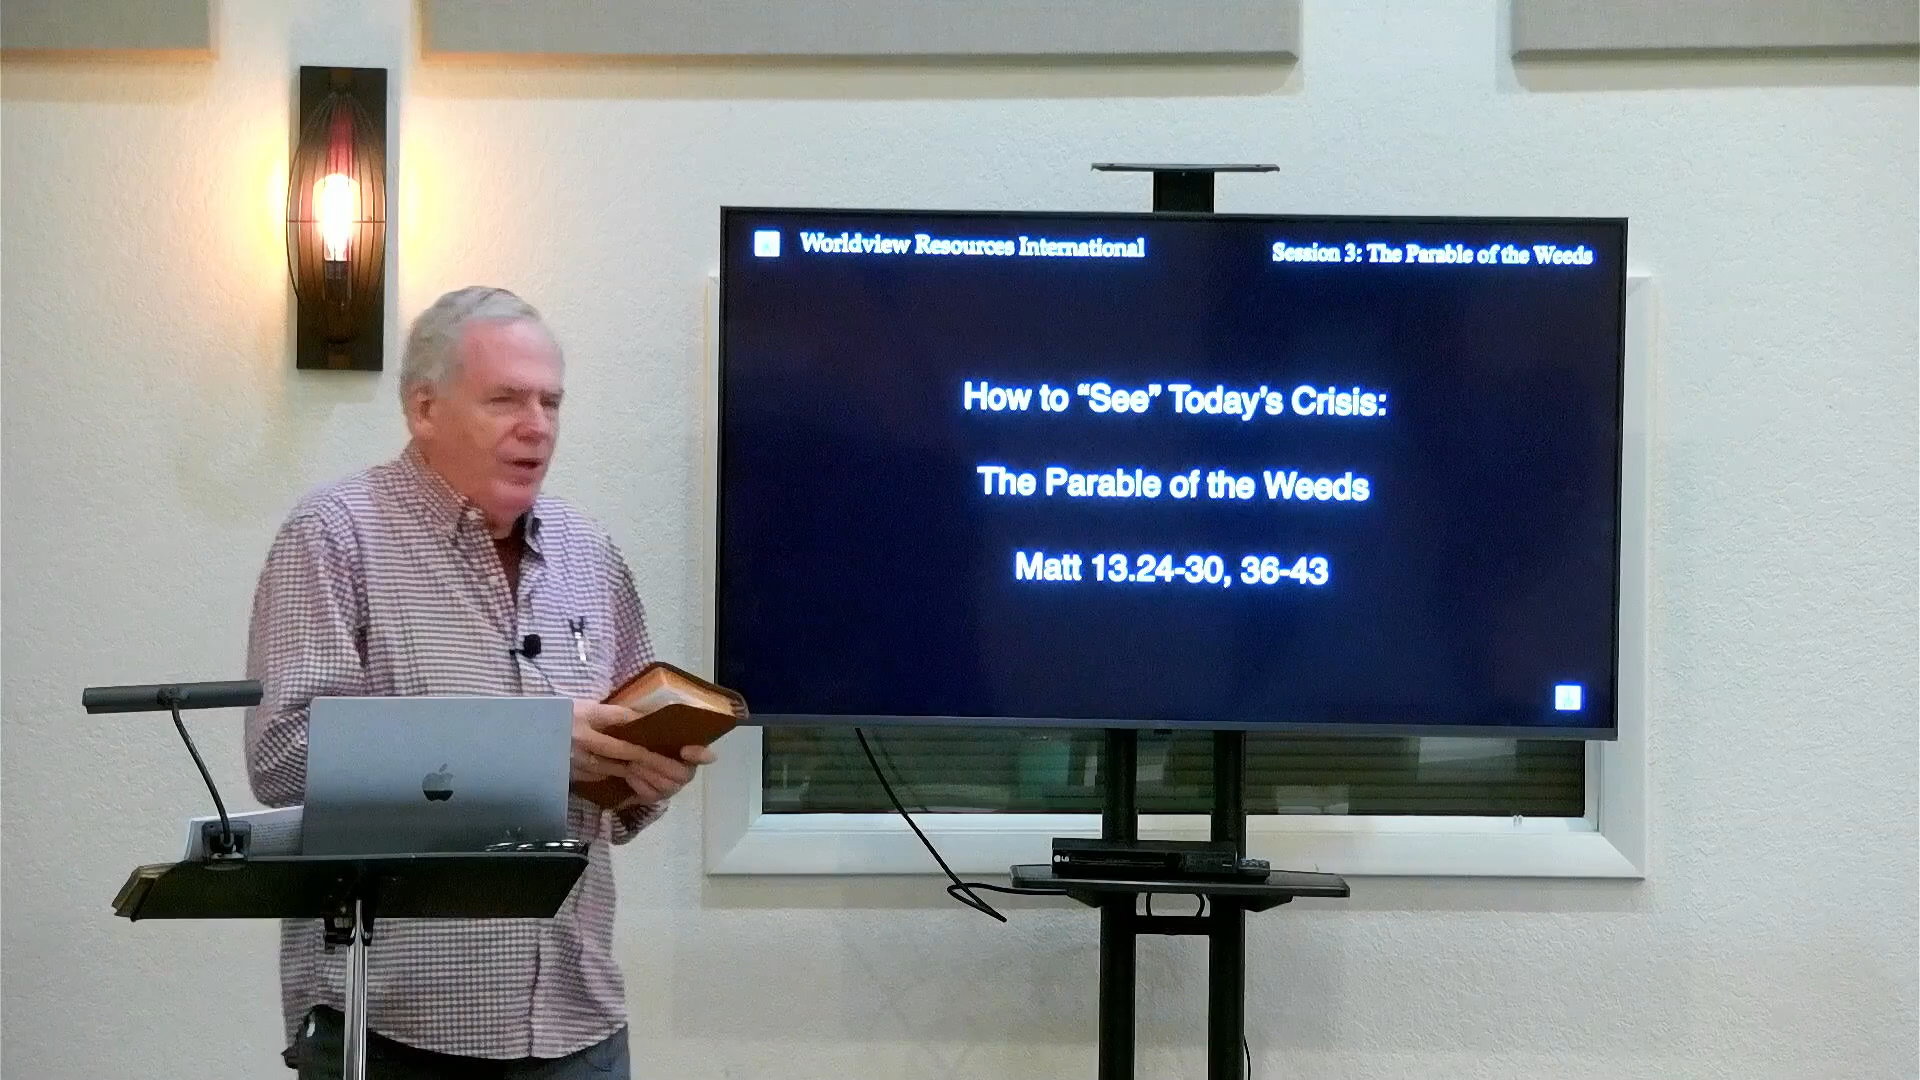 Worldview Resources International
Session 3: The Parable of the Weeds
How to “See” Today’s Crisis:
The Parable of the Weeds
Matt 13.24-30, 36-43